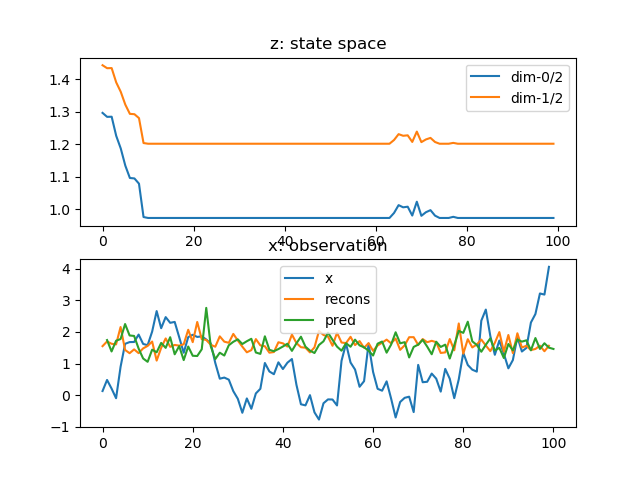 z: state space
1.4
1.3
1.2
1.1
1.0
dim-0/2
dim-1/2
0 20 40 60 80 100
x: observation
4
3
2
1
0
−1
x
recons
pred
0 20 40 60 80 100